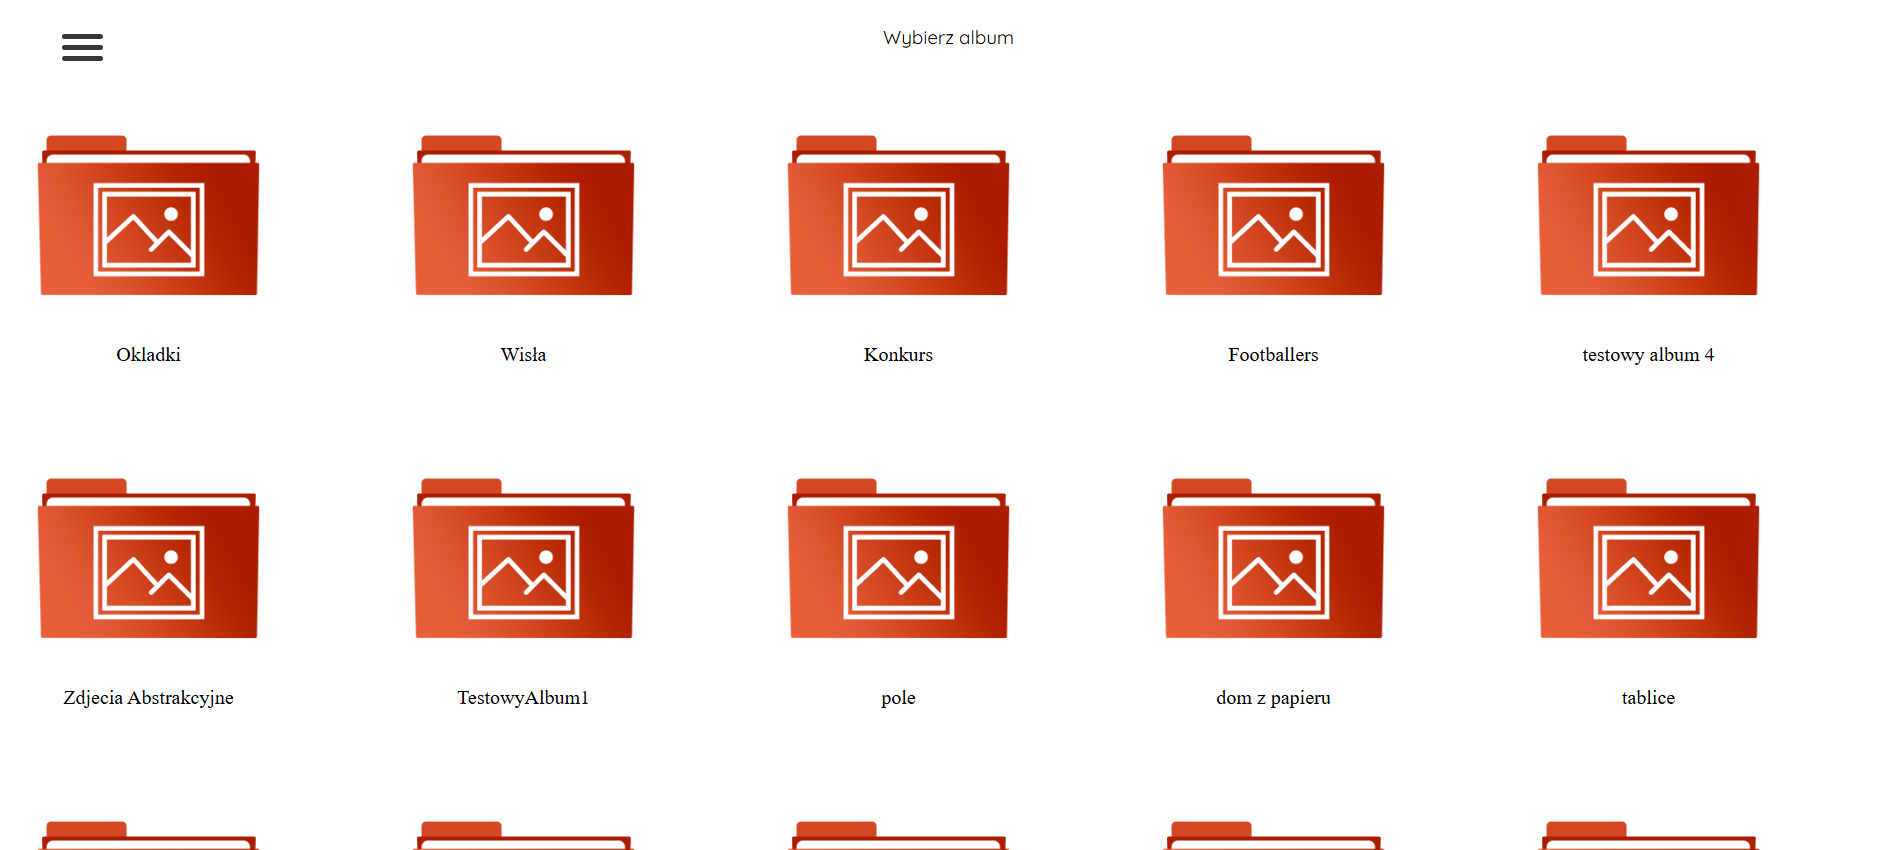 Wybierz album
Okladki
Wisła
Konkurs
Footballers
testowy album 4
Zdjecia Abstrakcyjne
TestowyAlbum1
pole
dom z papieru
tablice